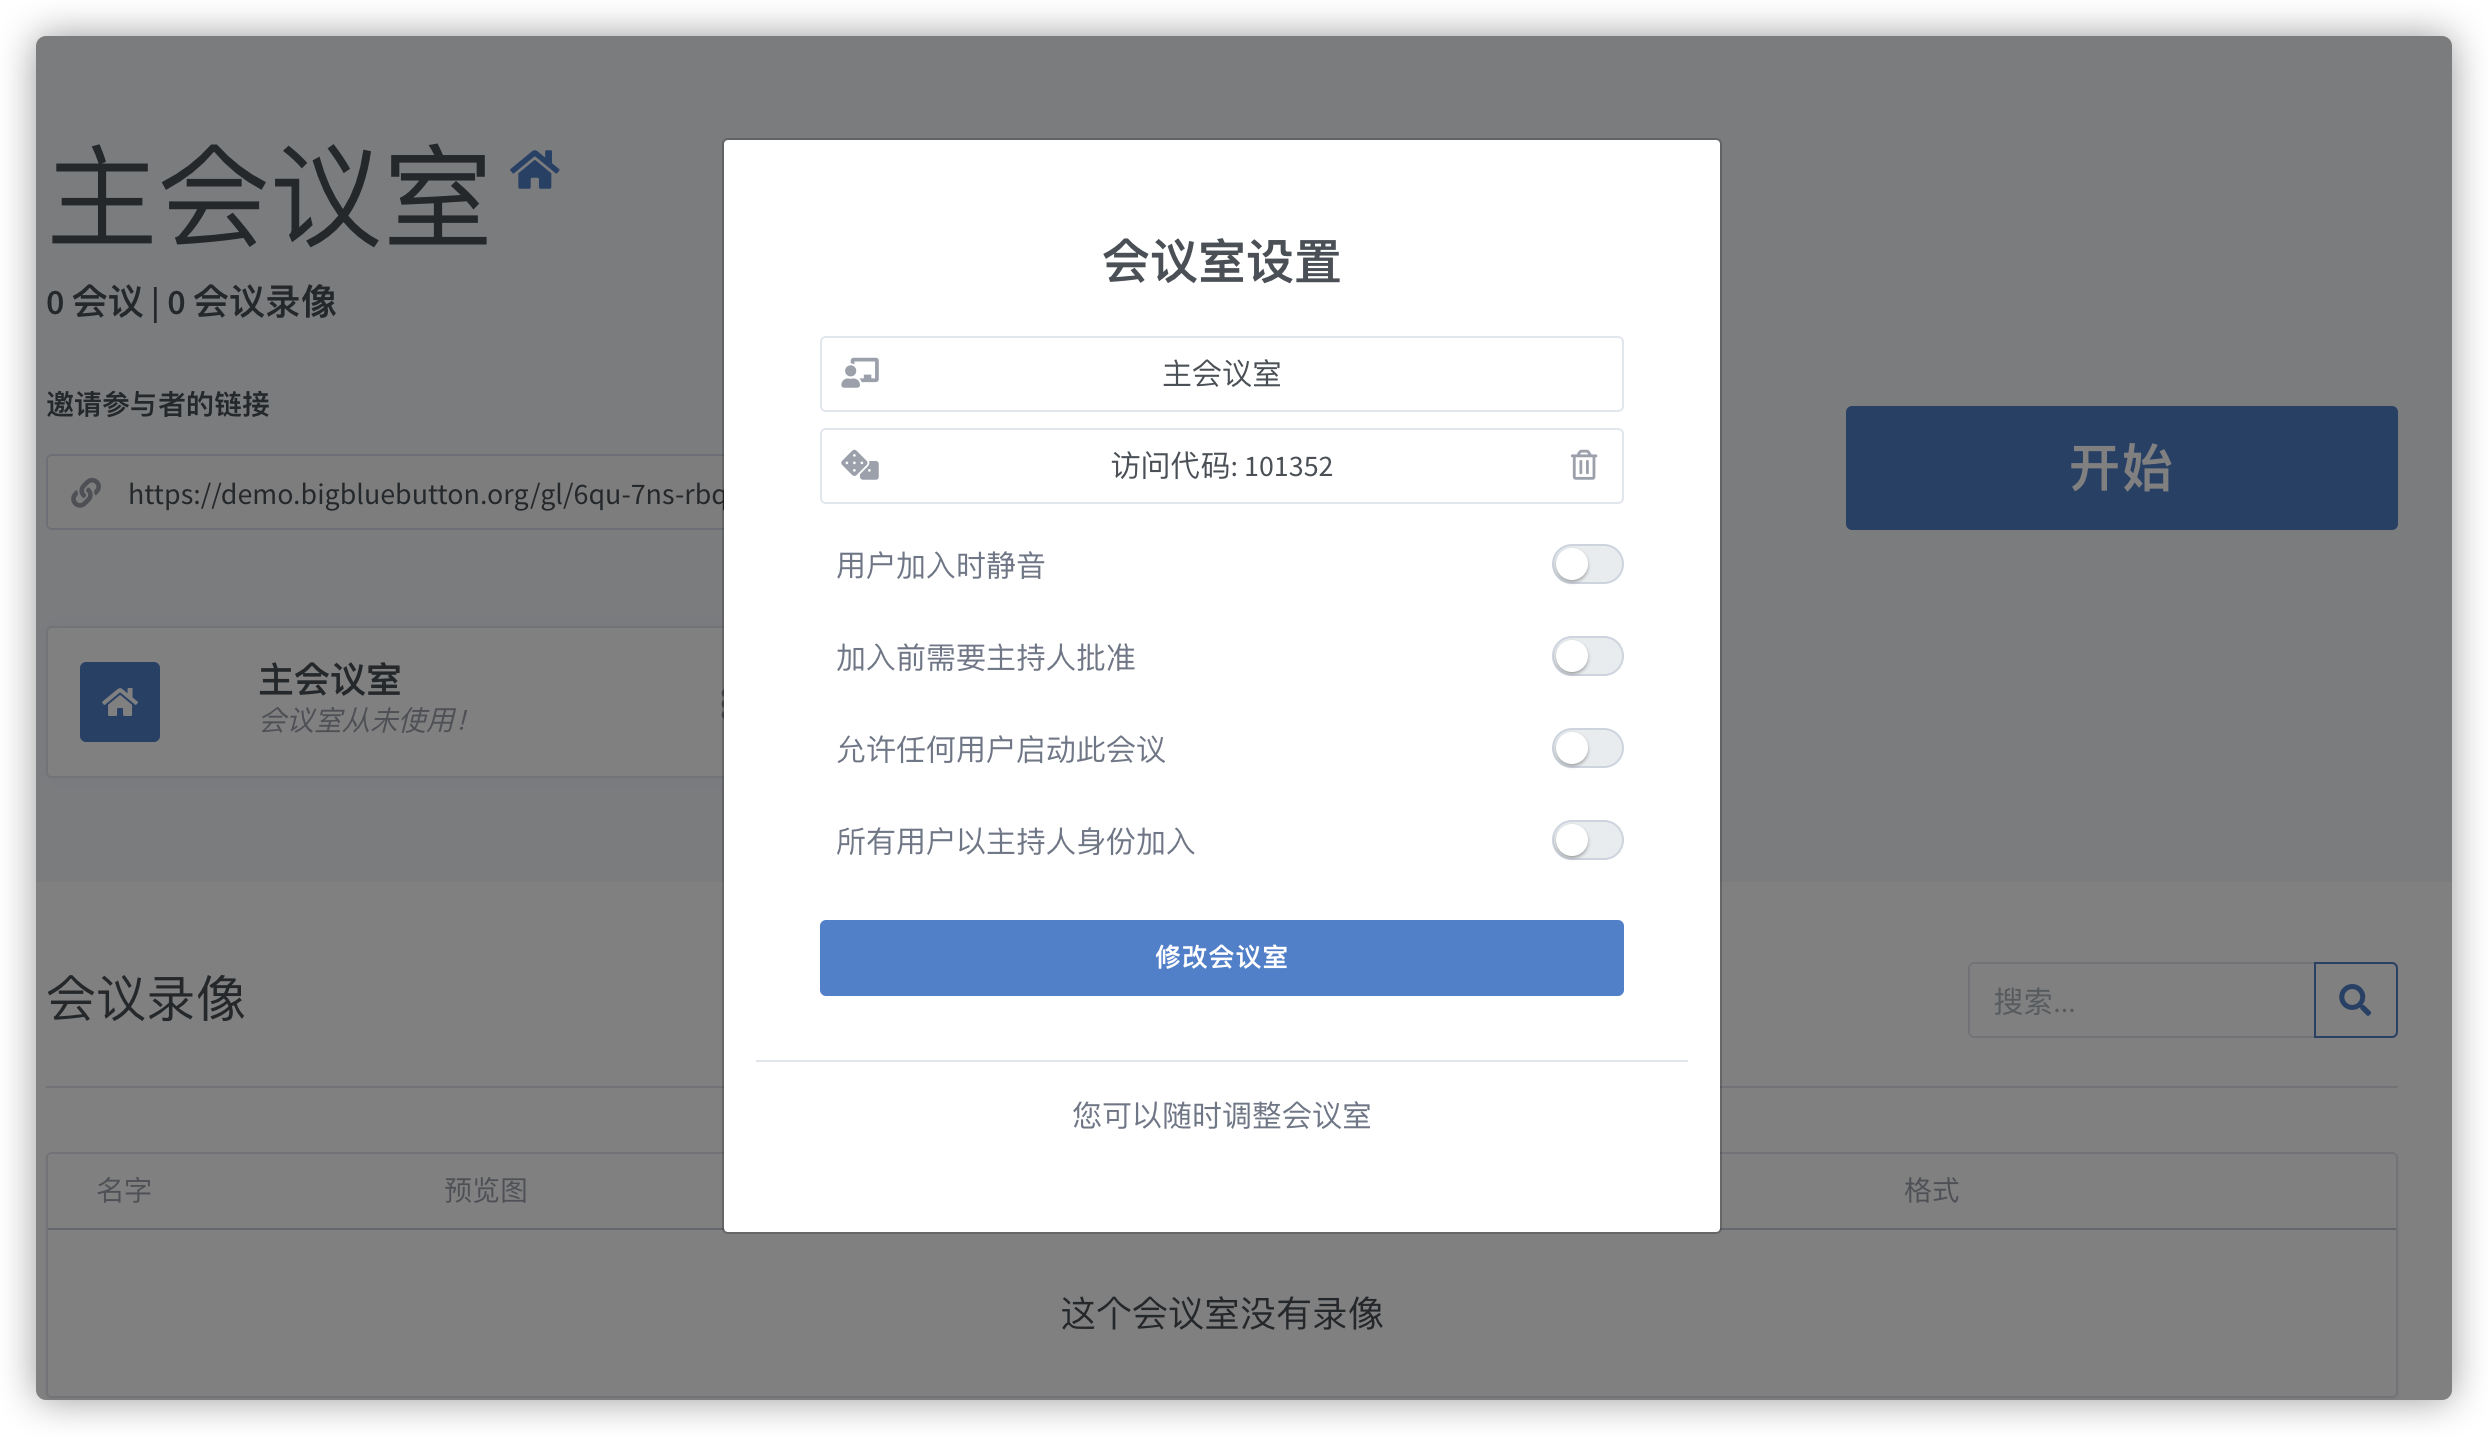 主会议室
0 会议 | 0 会议录像
邀请参与者的链接
https://demo.bigbluebutton.org/gl/6qu-7ns-rbq
开始
主会议室
会议室从未使用！
会议室设置
主会议室
访问代码: 101352
用户加入时静音
加入前需要主持人批准
允许任何用户启动此会议
所有用户以主持人身份加入
修改会议室
您可以随时调整会议室
会议录像
搜索...
名字 预览图 格式
这个会议室没有录像